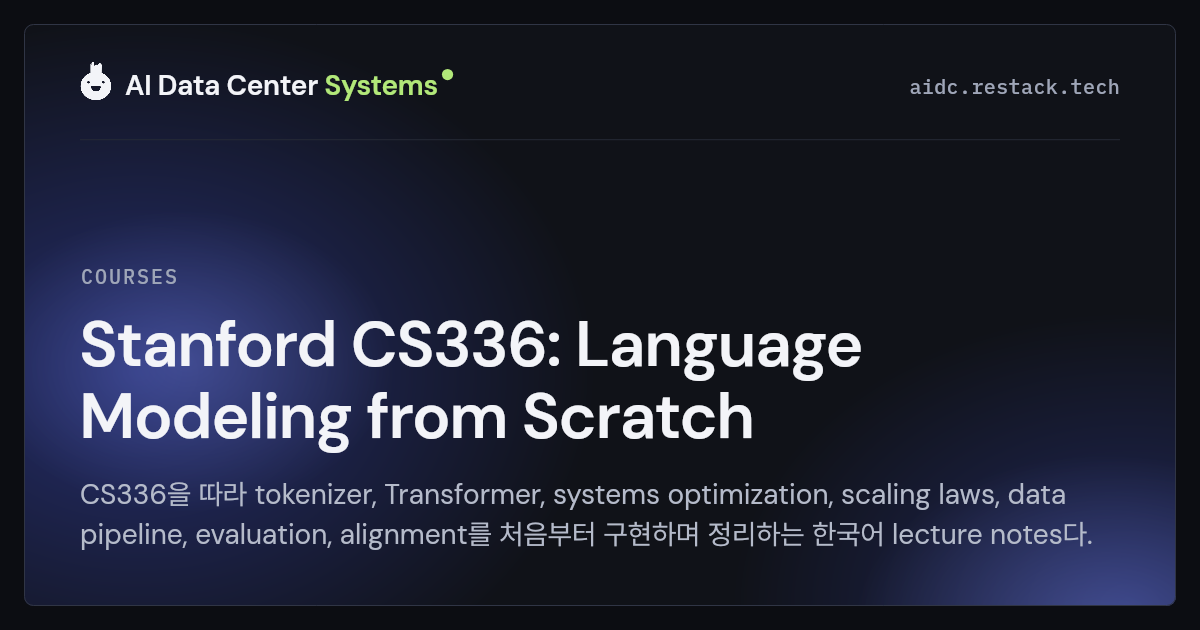 AI Data Center Systems
aidc.restack.tech
COURSES
Stanford CS336: Language
Modeling from Scratch
CS336을 따라 tokenizer, Transformer, systems optimization, scaling laws, data
pipeline, evaluation, alignment를 처음부터 구현하며 정리하는 한국어 lecture notes다.